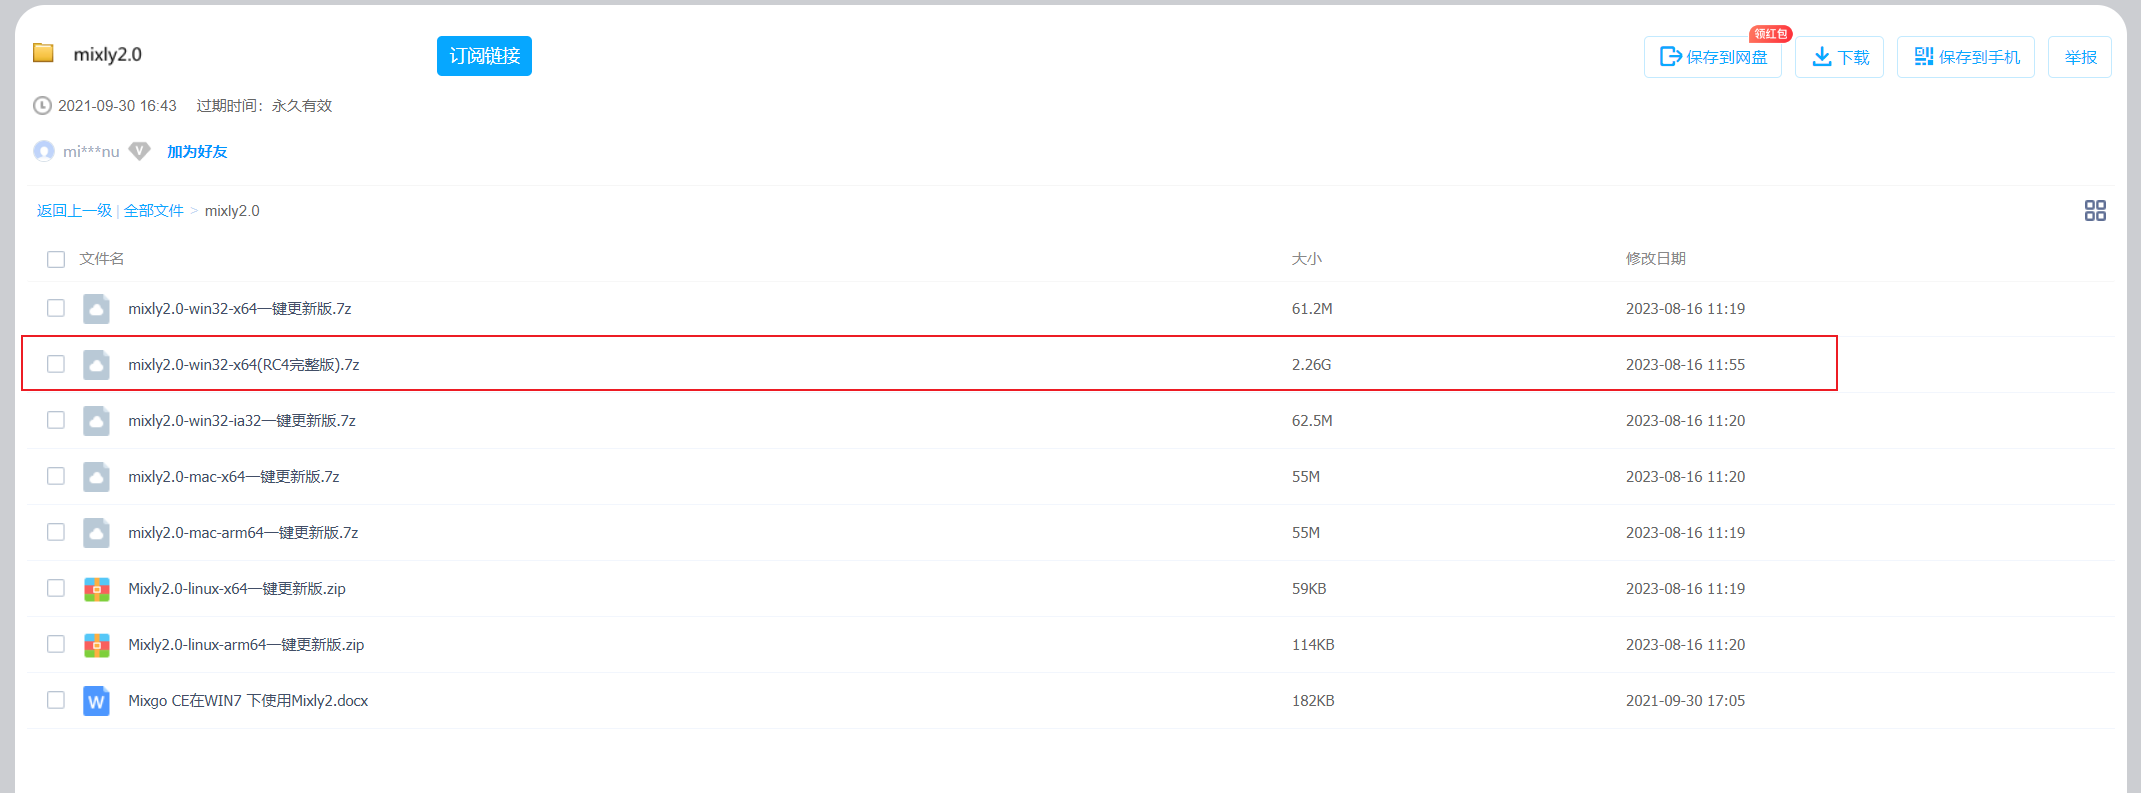 mixly2.0
订阅链接
领红包
保存到网盘
下载
保存到手机
举报
2021-09-30 16:43 过期时间：永久有效
mi***nu V 加为好友
返回上一级 | 全部文件 > mixly2.0
文件名 大小 修改日期
mixly2.0-win32-x64一键更新版.7z 61.2M 2023-08-16 11:19
mixly2.0-win32-x64(RC4完整版).7z 2.26G 2023-08-16 11:55
mixly2.0-win32-ia32一键更新版.7z 62.5M 2023-08-16 11:20
mixly2.0-mac-x64一键更新版.7z 55M 2023-08-16 11:20
mixly2.0-mac-arm64一键更新版.7z 55M 2023-08-16 11:19
Mixly2.0-linux-x64一键更新版.zip 59KB 2023-08-16 11:19
Mixly2.0-linux-arm64一键更新版.zip 114KB 2023-08-16 11:20
W Mixgo CE在WIN7 下使用Mixly2.docx 182KB 2021-09-30 17:05